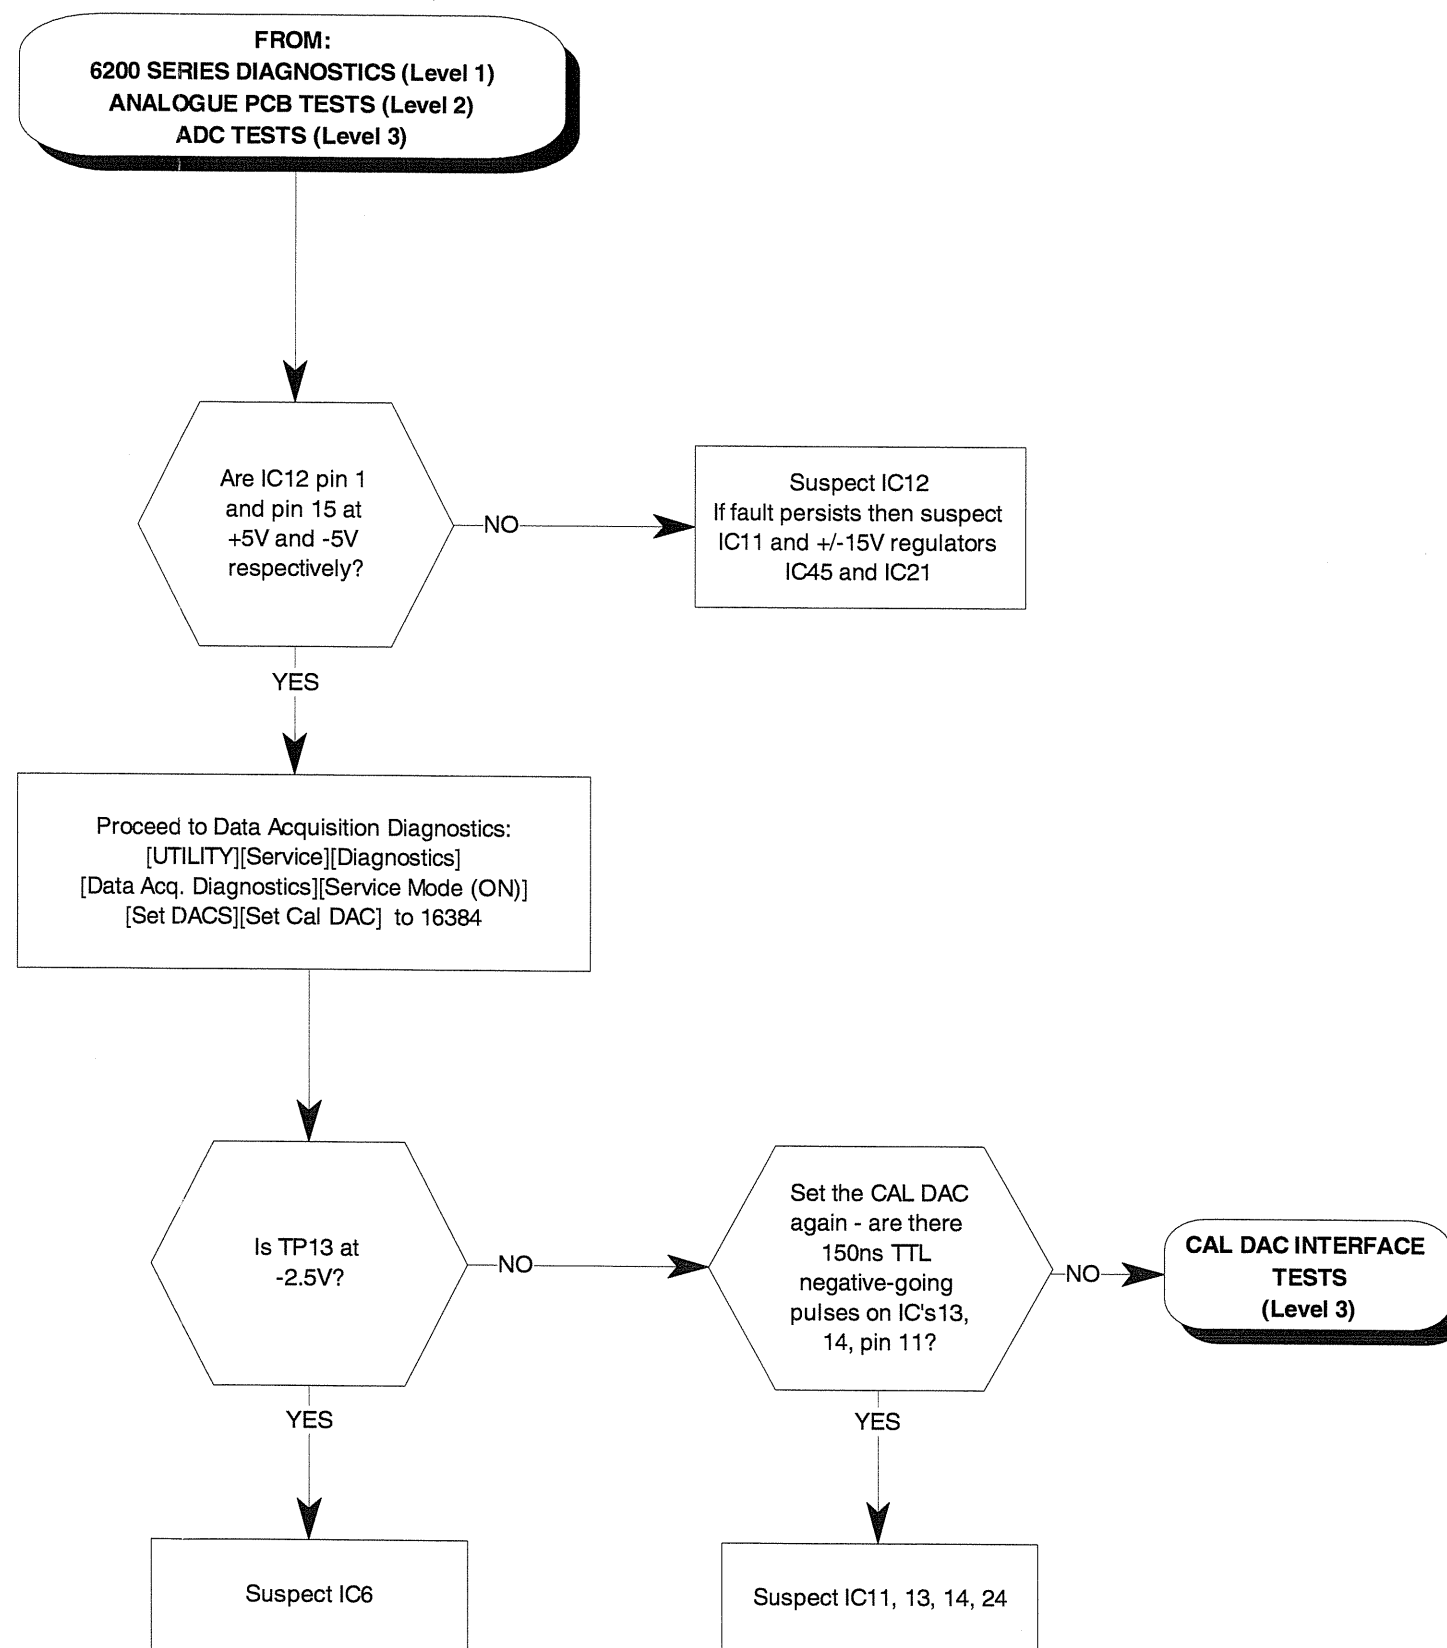 FROM:
6200 SERIES DIAGNOSTICS (Level 1)
ANALOGUE PCB TESTS (Level 2)
ADC TESTS (Level 3)
Are IC12 pin 1
and pin 15 at
+5V and -5V
respectively?
NO
Suspect IC12
If fault persists then suspect
IC11 and +/-15V regulators
IC45 and IC21
YES
Proceed to Data Acquisition Diagnostics:
[UTILITY][Service][Diagnostics]
[Data Acq. Diagnostics][Service Mode (ON)]
[Set DACS][Set Cal DAC] to 16384
Is TP13 at
-2.5V?
NO
Set the CAL DAC
again - are there
150ns TTL
negative-going
pulses on IC's13,
14, pin 11?
NO
CAL DAC INTERFACE
TESTS
(Level 3)
YES
YES
Suspect IC6
Suspect IC11, 13, 14, 24